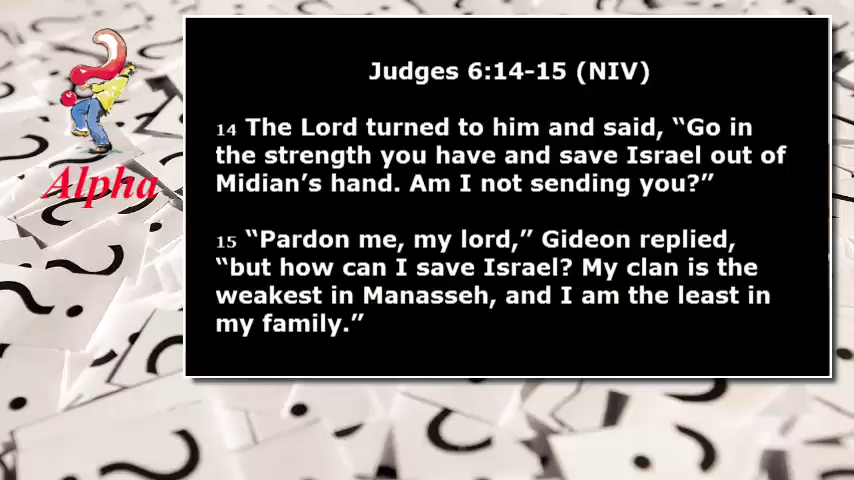 Alpha
Judges 6:14-15 (NIV)
14 The Lord turned to him and said, “Go in
the strength you have and save Israel out of
Midian’s hand. Am I not sending you?”
15 “Pardon me, my lord,” Gideon replied,
“but how can I save Israel? My clan is the
weakest in Manasseh, and I am the least in
my family.”